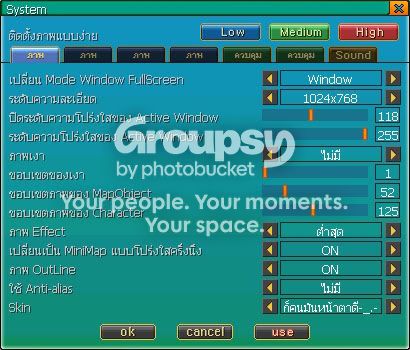 System
ติดตั้งภาพแบบง่าย Low Medium High
ภาพ ภาพ ภาพ ภาพ ควบคุม ควบคุม Sound
เปลี่ยน Mode Window FullScreen Window
ระดับความละเอียด 1024x768
ปิดระดับความโปร่งใสของ Active Window 118
ระดับความโปร่งใสของ Active Window 255
ภาพเงา ไม่มี
ขอบเขตของเงา 1
ขอบเขตภาพของ MapObject 52
ขอบเขตภาพของ Character 125
ภาพ Effect ต่ำสุด
เปลี่ยนเป็น MiniMap แบบโปร่งใสครึ่งนึ่ง ON
ภาพ OutLine ON
ใช้ Anti-alias ไม่มี
Skin ก็คนมันหน้าตาดี-_.-
ok cancel use
Groupsy
by photobucket
Your people. Your moments.
Your space.